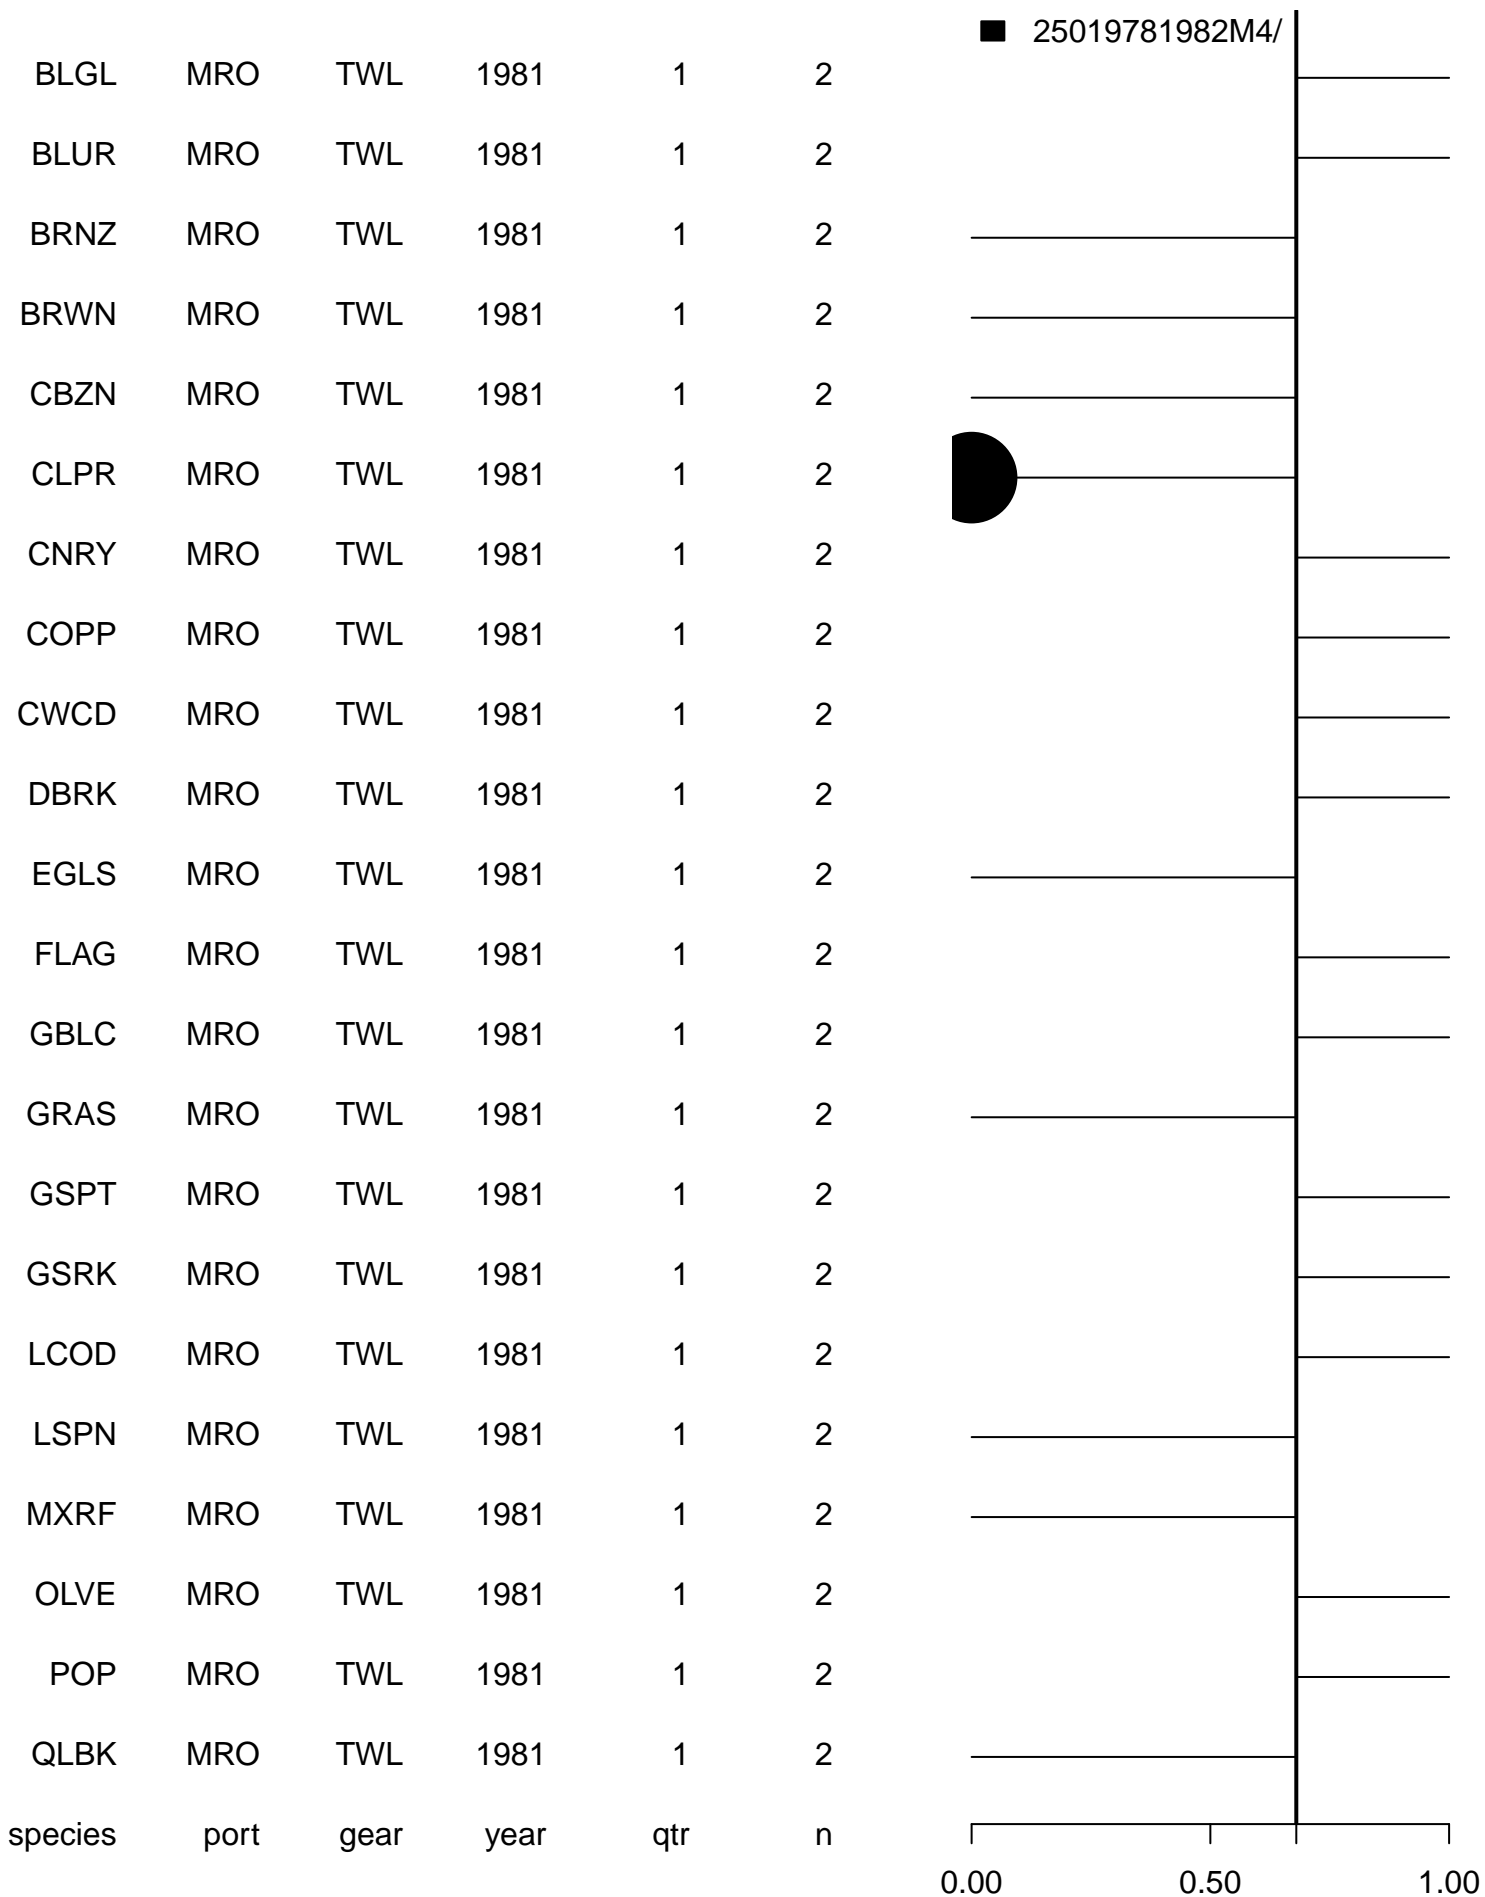 25019781982M4/
BLGL MRO TWL 1981 1 2
BLUR MRO TWL 1981 1 2
BRNZ MRO TWL 1981 1 2
BRWN MRO TWL 1981 1 2
CBZN MRO TWL 1981 1 2
CLPR MRO TWL 1981 1 2
CNRY MRO TWL 1981 1 2
COPP MRO TWL 1981 1 2
CWCD MRO TWL 1981 1 2
DBRK MRO TWL 1981 1 2
EGLS MRO TWL 1981 1 2
FLAG MRO TWL 1981 1 2
GBLC MRO TWL 1981 1 2
GRAS MRO TWL 1981 1 2
GSPT MRO TWL 1981 1 2
GSRK MRO TWL 1981 1 2
LCOD MRO TWL 1981 1 2
LSPN MRO TWL 1981 1 2
MXRF MRO TWL 1981 1 2
OLVE MRO TWL 1981 1 2
POP MRO TWL 1981 1 2
QLBK MRO TWL 1981 1 2
species port gear year qtr n
0.00 0.50 1.00